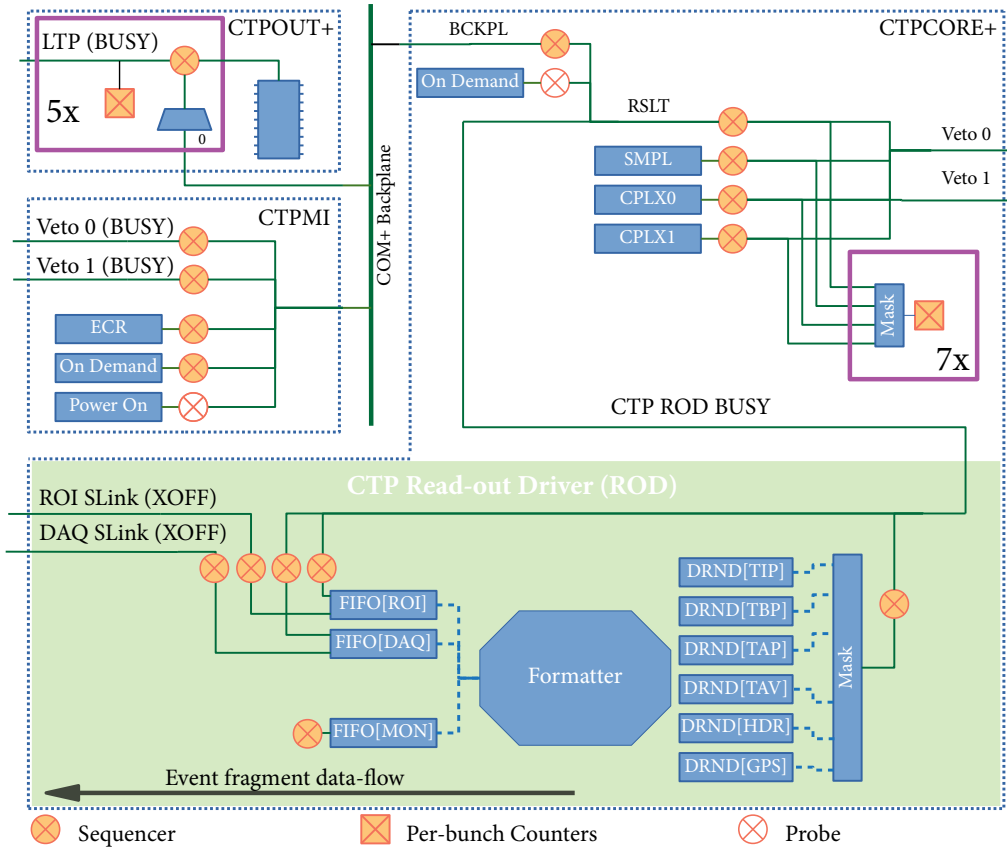 CTPOUT+
LTP (BUSY)
5x
0
CTPMI
Veto 0 (BUSY)
Veto 1 (BUSY)
ECR
On Demand
Power On
COM+ Backplane
BCKPL
CTPCORE+
On Demand
RSLT
SMPL
CPLX0
CPLX1
Veto 0
Veto 1
Mask
7x
CTP ROD BUSY
CTP Read-out Driver (ROD)
ROI SLink (XOFF)
DAQ SLink (XOFF)
FIFO[ROI]
FIFO[DAQ]
FIFO[MON]
Formatter
DRND[TIP]
DRND[TBP]
DRND[TAP]
DRND[TAV]
DRND[HDR]
DRND[GPS]
Mask
Event fragment data-flow
Sequencer
Per-bunch Counters
Probe